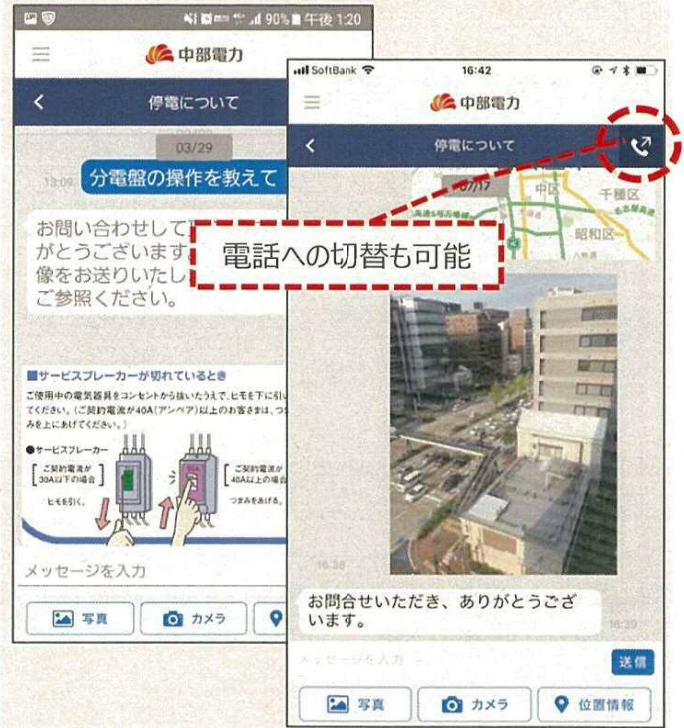 90% 午後 1:20
中部電力
停電について
03/29
13:09
分電盤の操作を教えて
お問い合わせして
がとうございます
像をお送りいたし
ご参照ください。
■サービスブレーカーが切れているとき
ご使用中の電気器具をコンセントから抜いたうえで、ヒモを下に引い
てください。(ご契約電流が40A(アンペア)以上のお客さまは、つ
みを上にあげてください。)
●サービスブレーカー
ご契約電流が
30A以下の場合
ヒモを引く。
ご契約電流が
40A以上の場合
つまみをあげる。
メッセージを入力
写真
カメラ
電話への切替も可能
SoftBank
16:42
中部電力
停電について
07/17
中区
千種区
昭和区
16:38
お問合せいただき、ありがとうござ
います。
16:39
メッセージを入力
送信
写真
カメラ
位置情報